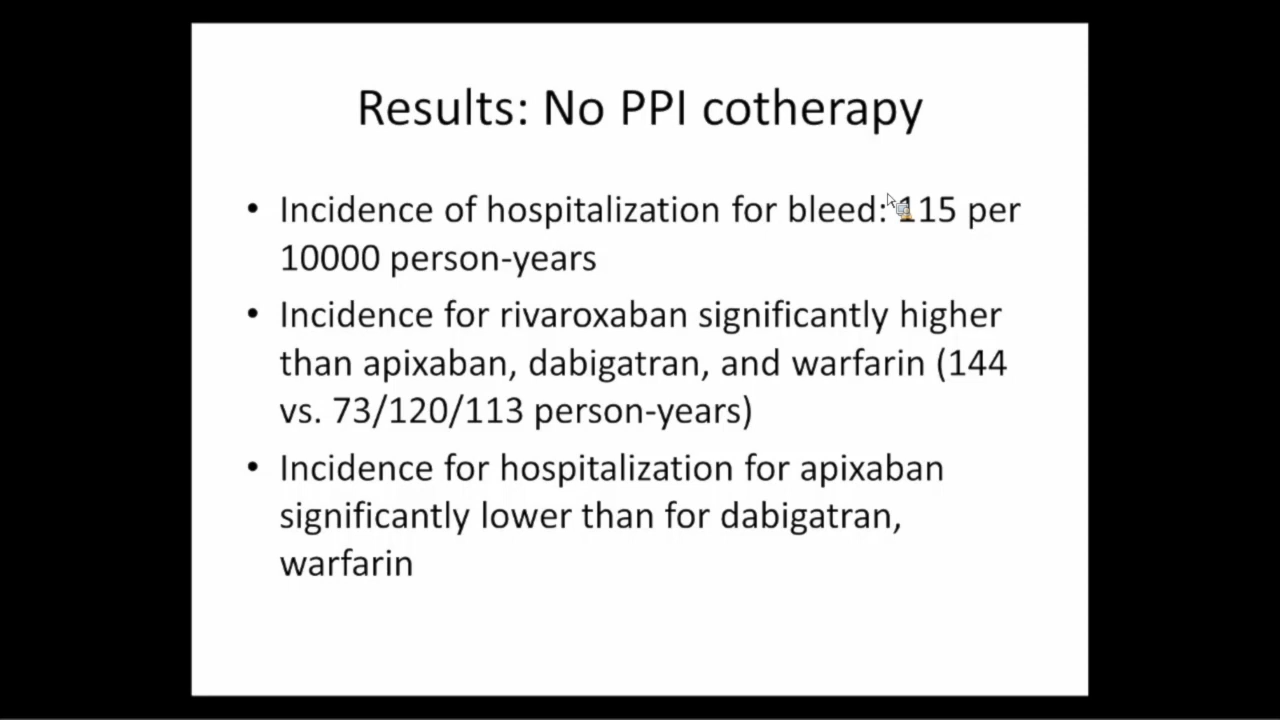 Results: No PPI cotherapy
• Incidence of hospitalization for bleed: 115 per
10000 person-years
• Incidence for rivaroxaban significantly higher
than apixaban, dabigatran, and warfarin (144
vs. 73/120/113 person-years)
• Incidence for hospitalization for apixaban
significantly lower than for dabigatran,
warfarin